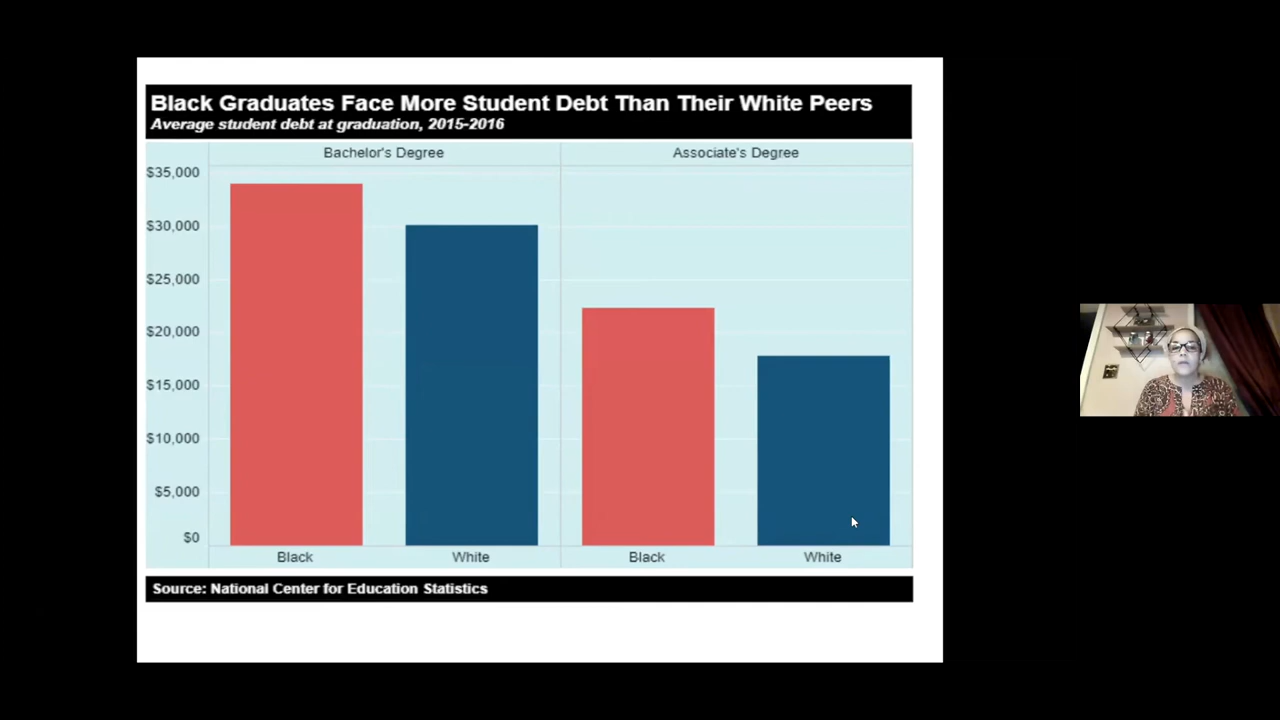 Black Graduates Face More Student Debt Than Their White Peers
Average student debt at graduation, 2015-2016
Bachelor's Degree
Associate's Degree
$35,000
$30,000
$25,000
$20,000
$15,000
$10,000
$5,000
$0
Black
White
Black
White
Source: National Center for Education Statistics